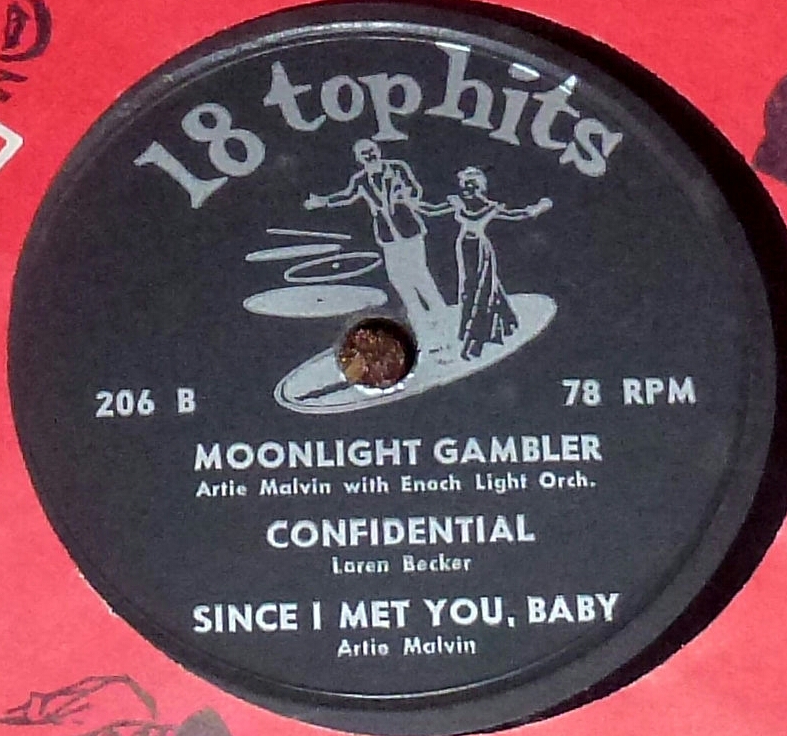 18 top hits
206 B
78 RPM
MOONLIGHT GAMBLER
Artie Malvin with Enoch Light Orch.
CONFIDENTIAL
Loren Becker
SINCE I MET YOU, BABY
Artie Malvin